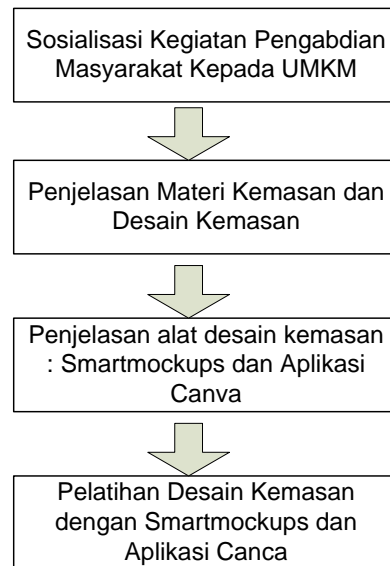 Sosialisasi Kegiatan Pengabdian
Masyarakat Kepada UMKM
Penjelasan Materi Kemasan dan
Desain Kemasan
Penjelasan alat desain kemasan
: Smartmockups dan Aplikasi
Canva
Pelatihan Desain Kemasan
dengan Smartmockups dan
Aplikasi Canca